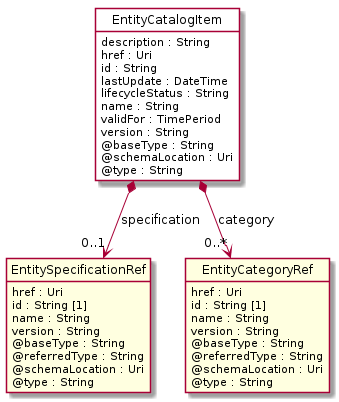 EntityCatalogItem
description : String
href : Uri
id : String
lastUpdate : DateTime
lifecycleStatus : String
name : String
validFor : TimePeriod
version : String
@baseType : String
@schemaLocation : Uri
@type : String
specification
category
0..1
0..*
EntitySpecificationRef
href : Uri
id : String [1]
name : String
version : String
@baseType : String
@referredType : String
@schemaLocation : Uri
@type : String
EntityCategoryRef
href : Uri
id : String [1]
name : String
version : String
@baseType : String
@referredType : String
@schemaLocation : Uri
@type : String